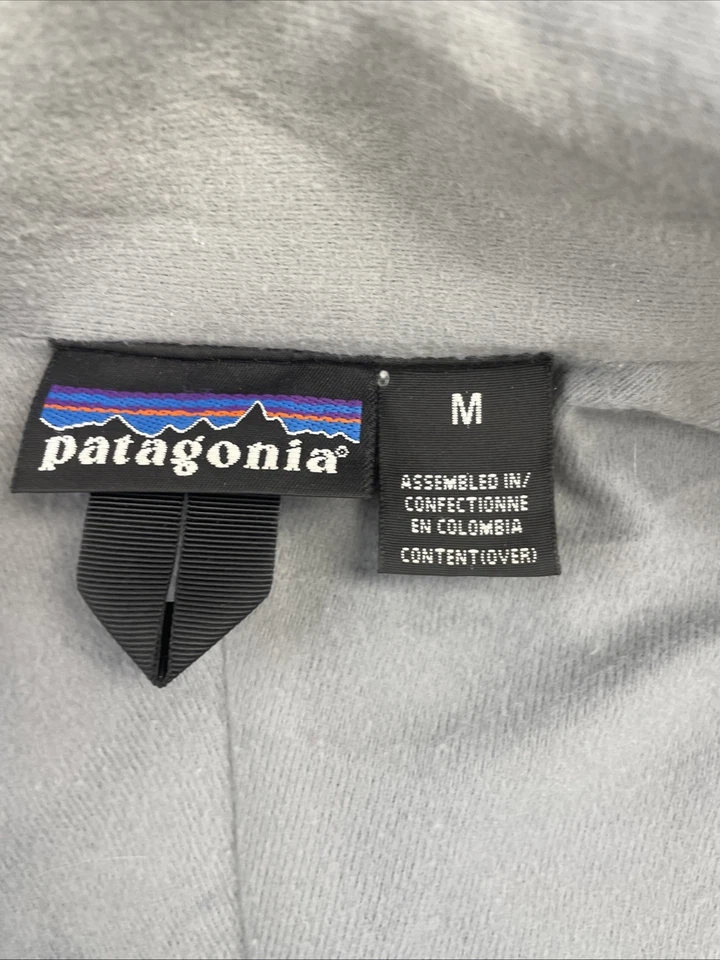 patagonia®
M
ASSEMBLED IN/
CONFECTIONNE
EN COLOMBIA
CONTENT(OVER)